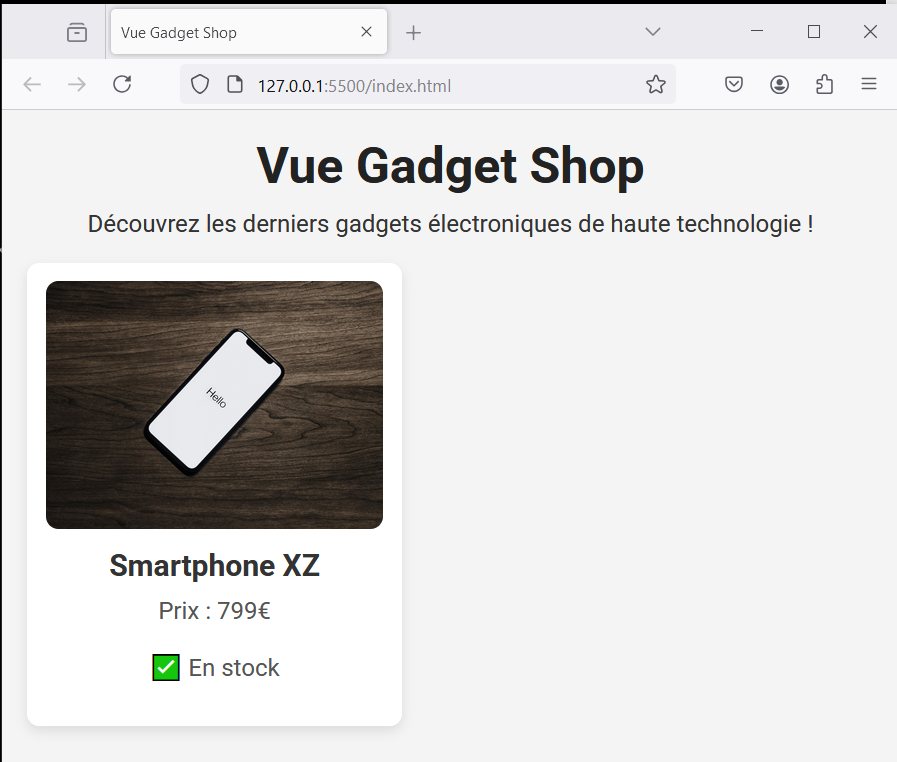 Vue Gadget Shop
127.0.0.1:5500/index.html
Vue Gadget Shop
Découvrez les derniers gadgets électroniques de haute technologie !
Hello
Smartphone XZ
Prix : 799€
✅ En stock